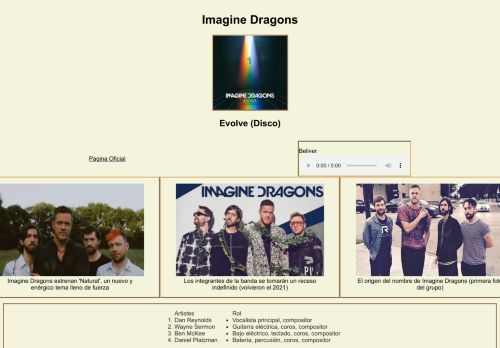 Imagine Dragons
IMAGINE DRAGONS
EVOLVE
Evolve (Disco)
Pagina Oficial
Beliver
0:00 / 0:00
Imagine Dragons estrenan 'Natural', un nuevo y
enérgico tema lleno de fuerza
IMAGINE DRAGONS
Los integrantes de la banda se tomarán un receso
indefinido (volvieron el 2021)
El origen del nombre de Imagine Dragons (primera foto
del grupo)
Artistes
1. Dan Reynolds
2. Wayne Sermon
3. Ben McKee
4. Daniel Platzman
Rol
• Vocalista principal, compositor
• Guitarra eléctrica, coros, compositor
• Bajo eléctrico, teclado, coros, compositor
• Batería, percusión, coros, compositor